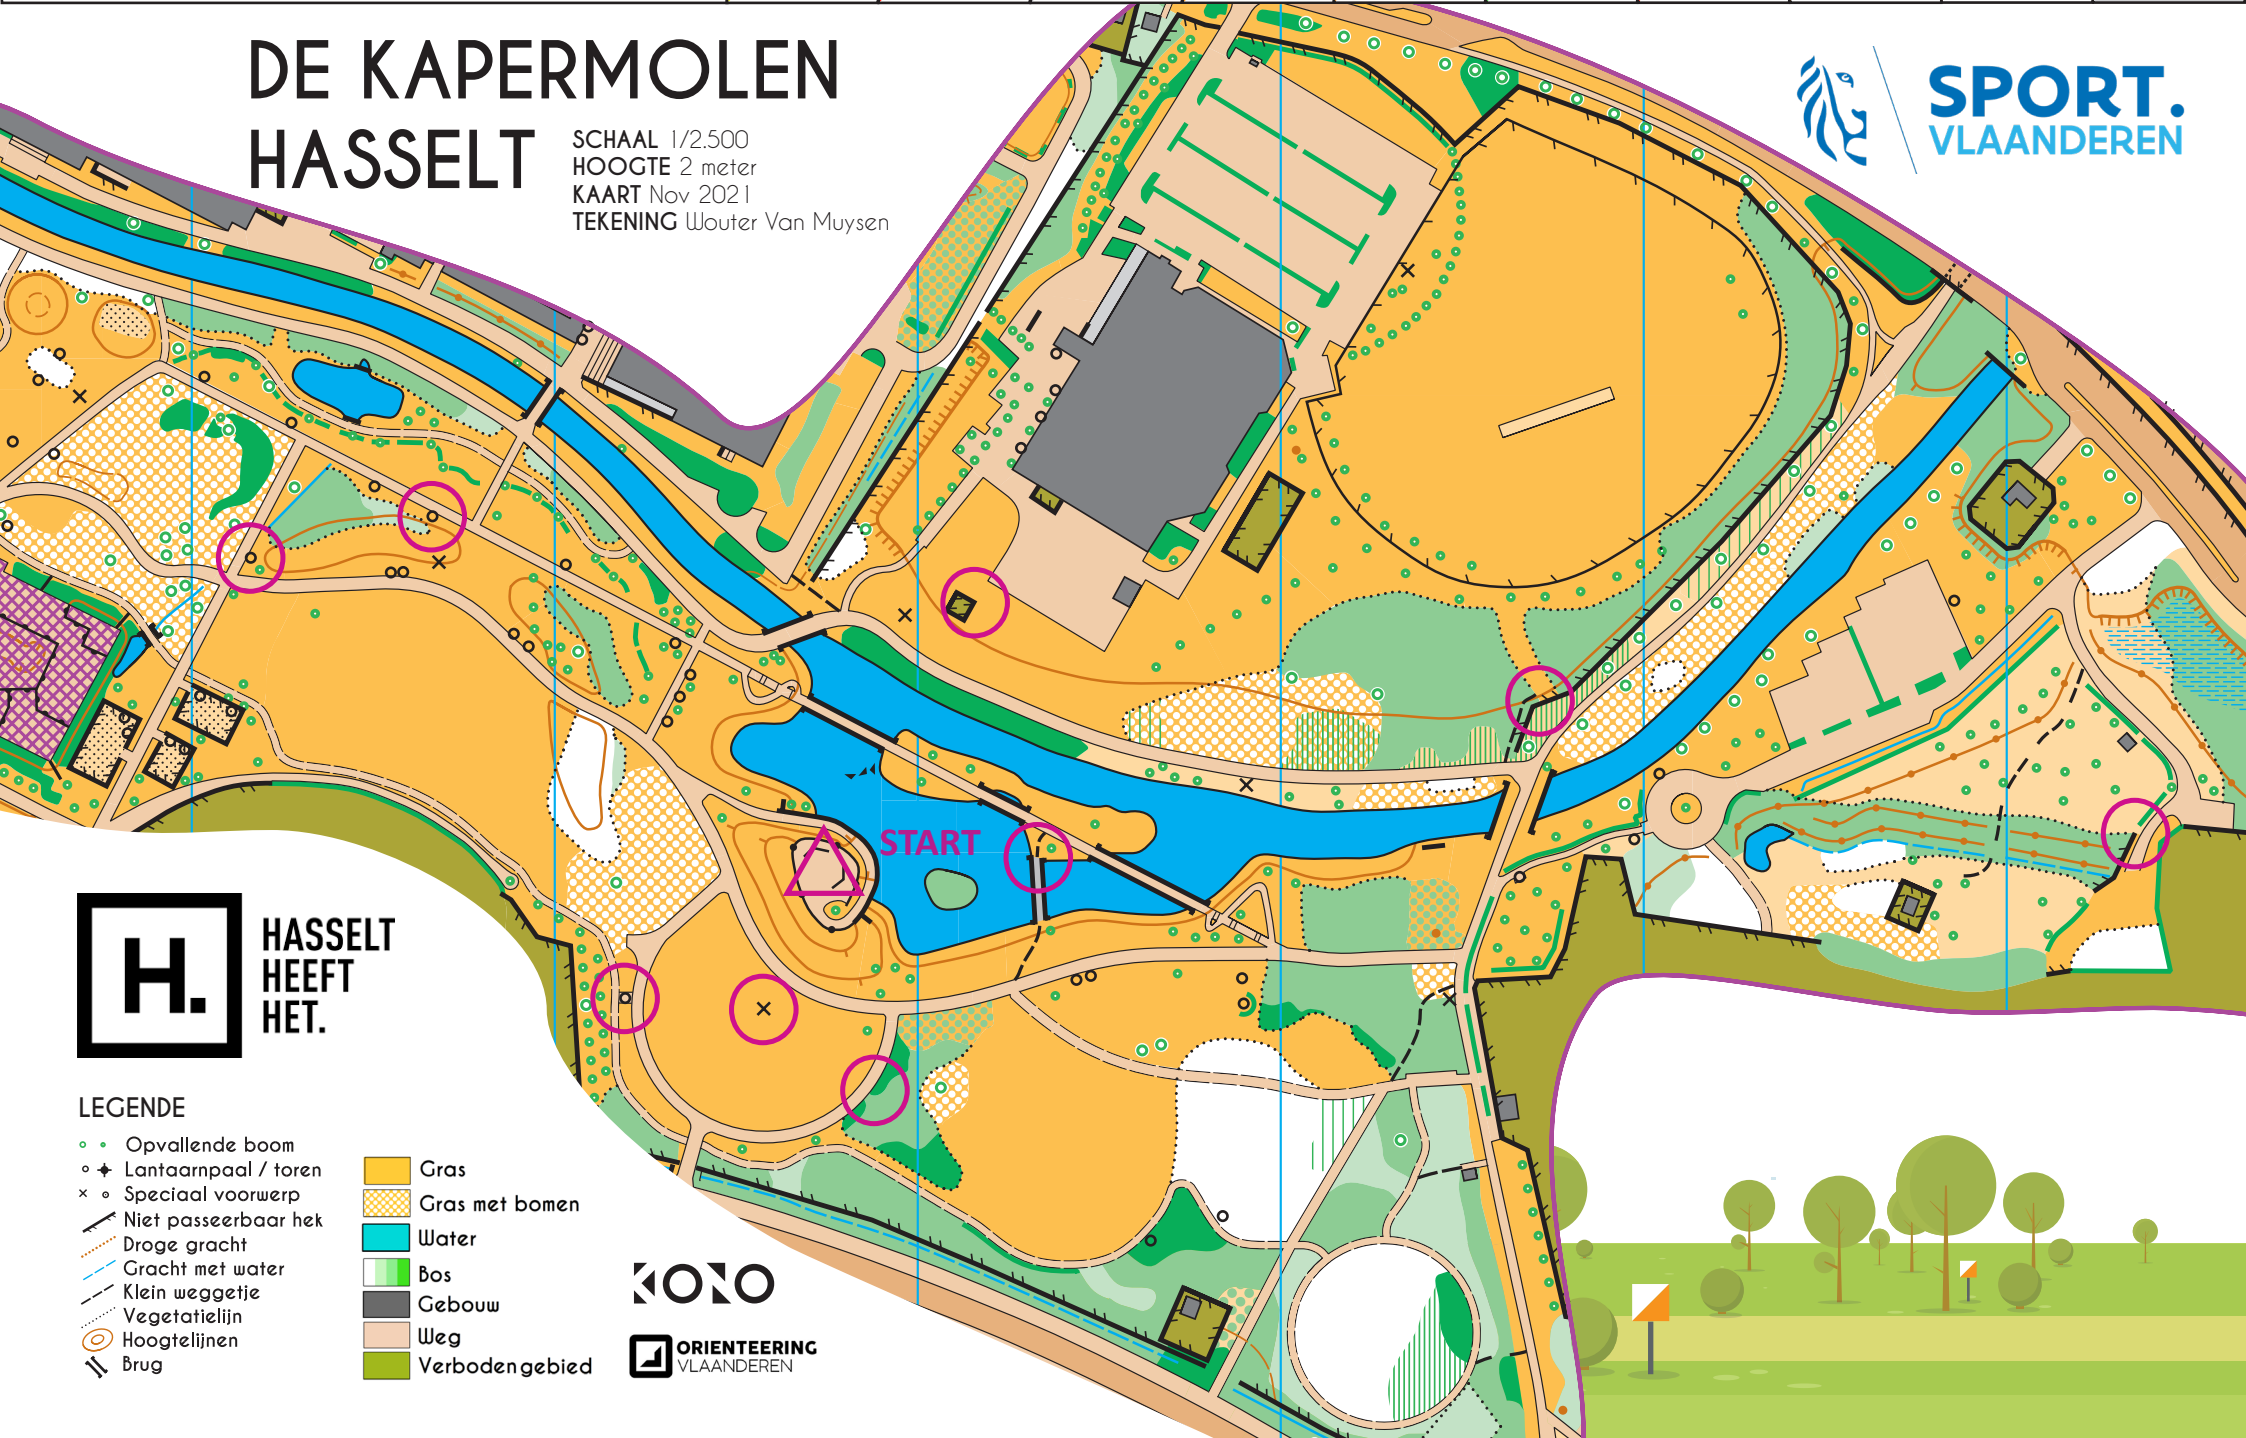 DE KAPERMOLEN
HASSELT
SCHAAL 1/2.500
HOOGTE 2 meter
KAART Nov 2021
TEKENING Wouter Van Muysen
SPORT.
VLAANDEREN
START
H.
HASSELT
HEEFT
HET.
LEGENDE
Opvallende boom
Lantaarnpaal / toren
Speciaal voorwerp
Niet passeerbaar hek
Droge gracht
Gracht met water
Klein weggetje
Vegetatielijn
Hoogtelijnen
Brug
Gras
Gras met bomen
Water
Bos
Gebouw
Weg
Verboden gebied
KONO
ORIENTEERING
VLAANDEREN